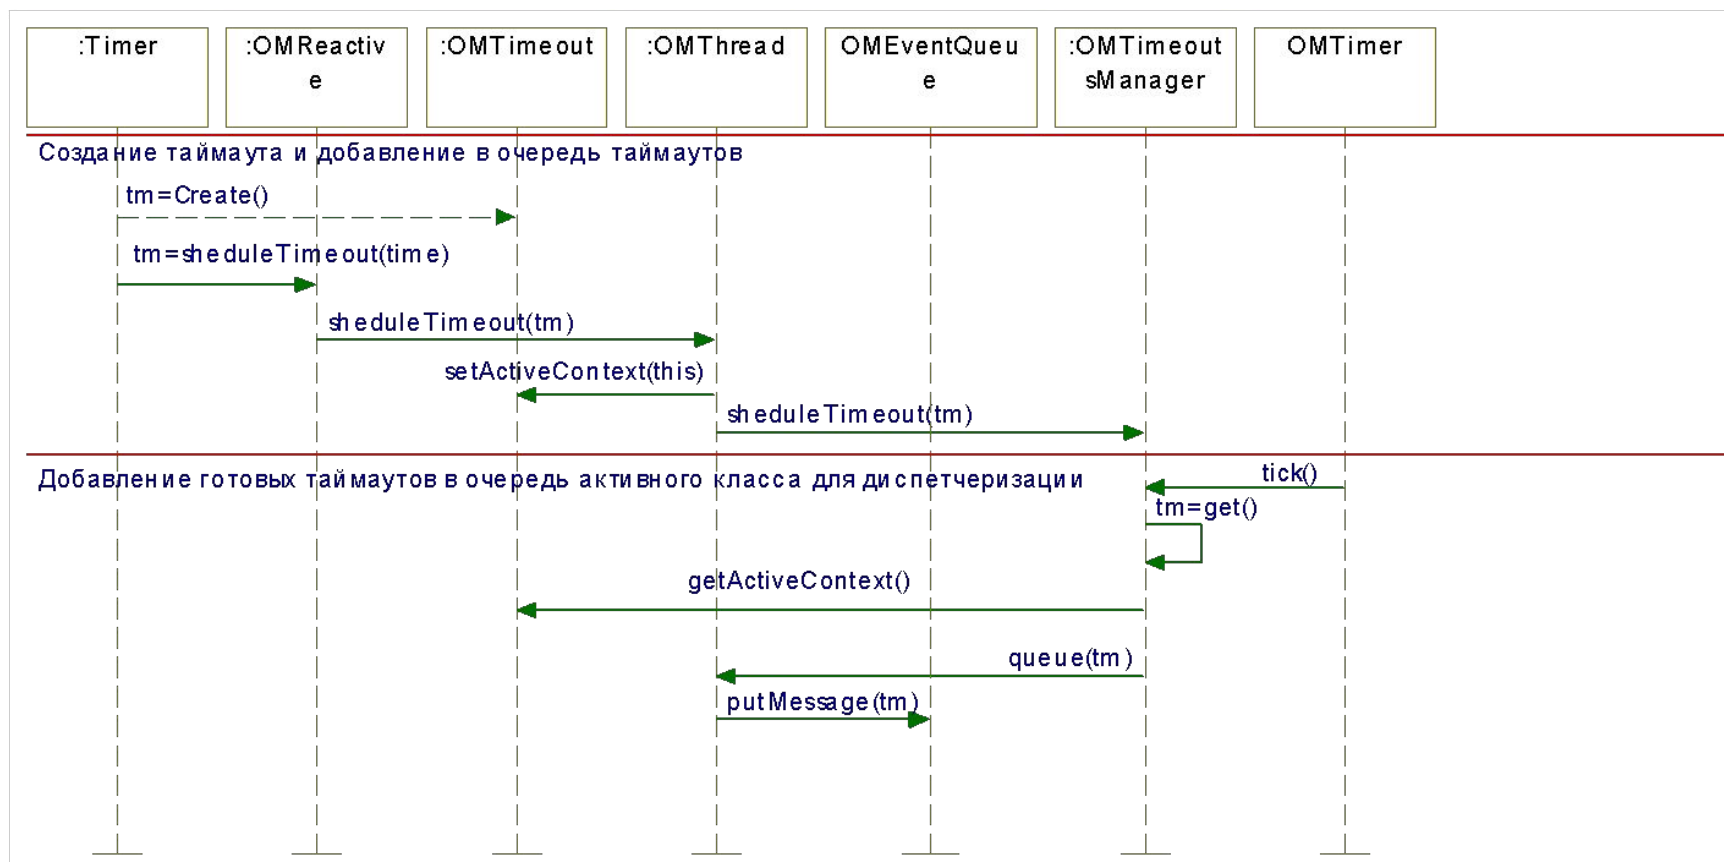 :Timer
:OMReactiv
e
:OMTimeout
:OMThread
OMEventQueu
e
:OMTimeout
sManager
OMTimer
Создание таймаута и добавление в очередь таймаутов
tm=Create()
tm=sheduleTimeout(time)
sheduleTimeout(tm)
setActiveContext(this)
sheduleTimeout(tm)
Добавление готовых таймаутов в очередь активного класса для диспетчеризации
tick()
tm=get()
getActiveContext()
queue(tm)
putMessage(tm)